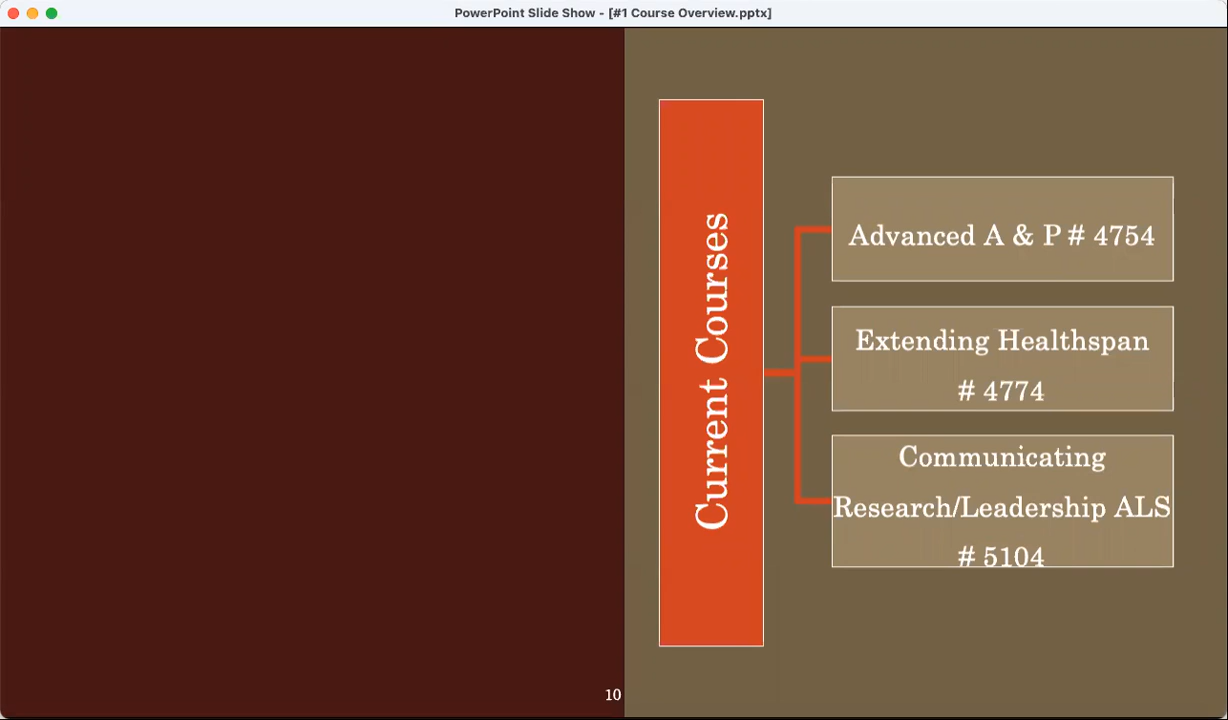 PowerPoint Slide Show - [#1 Course Overview.pptx]
Current Courses
Advanced A & P # 4754
Extending Healthspan
# 4774
Communicating
Research/Leadership ALS
# 5104
10